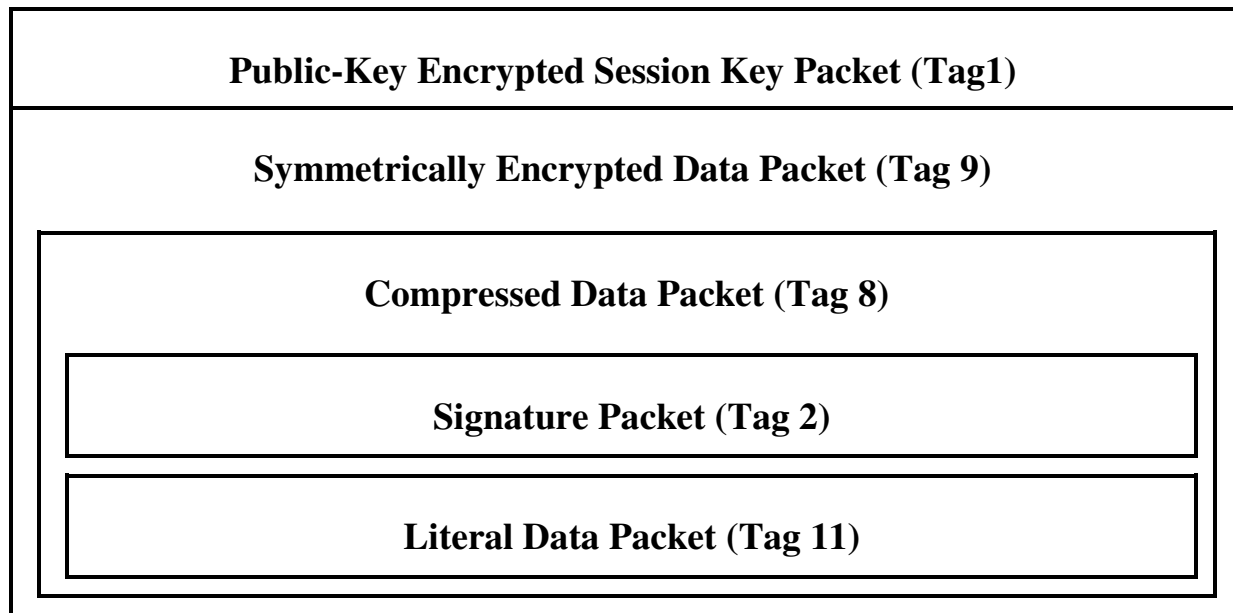 Public-Key Encrypted Session Key Packet (Tag1)
Symmetrically Encrypted Data Packet (Tag 9)
Compressed Data Packet (Tag 8)
Signature Packet (Tag 2)
Literal Data Packet (Tag 11)